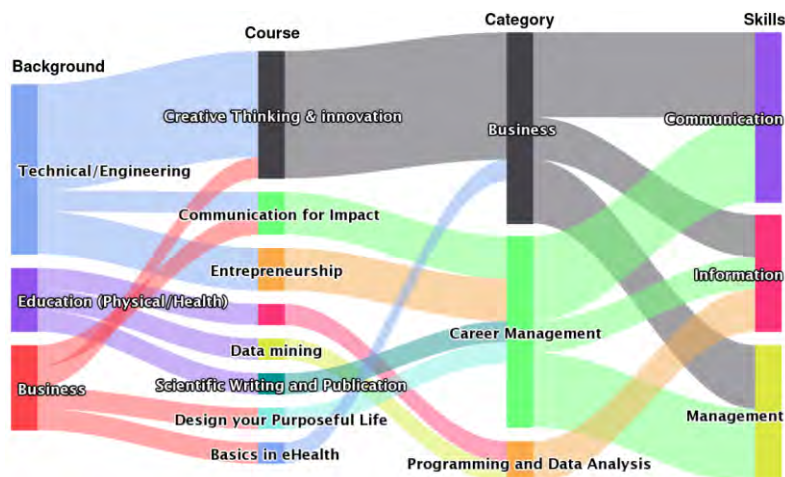 Background
Course
Category
Skills
Technical/Engineering
Education (Physical/Health)
Business
Creative Thinking & innovation
Communication for Impact
Entrepreneurship
Data mining
Scientific Writing and Publication
Design your Purposeful Life
Basics in eHealth
Business
Career Management
Programming and Data Analysis
Communication
Information
Management